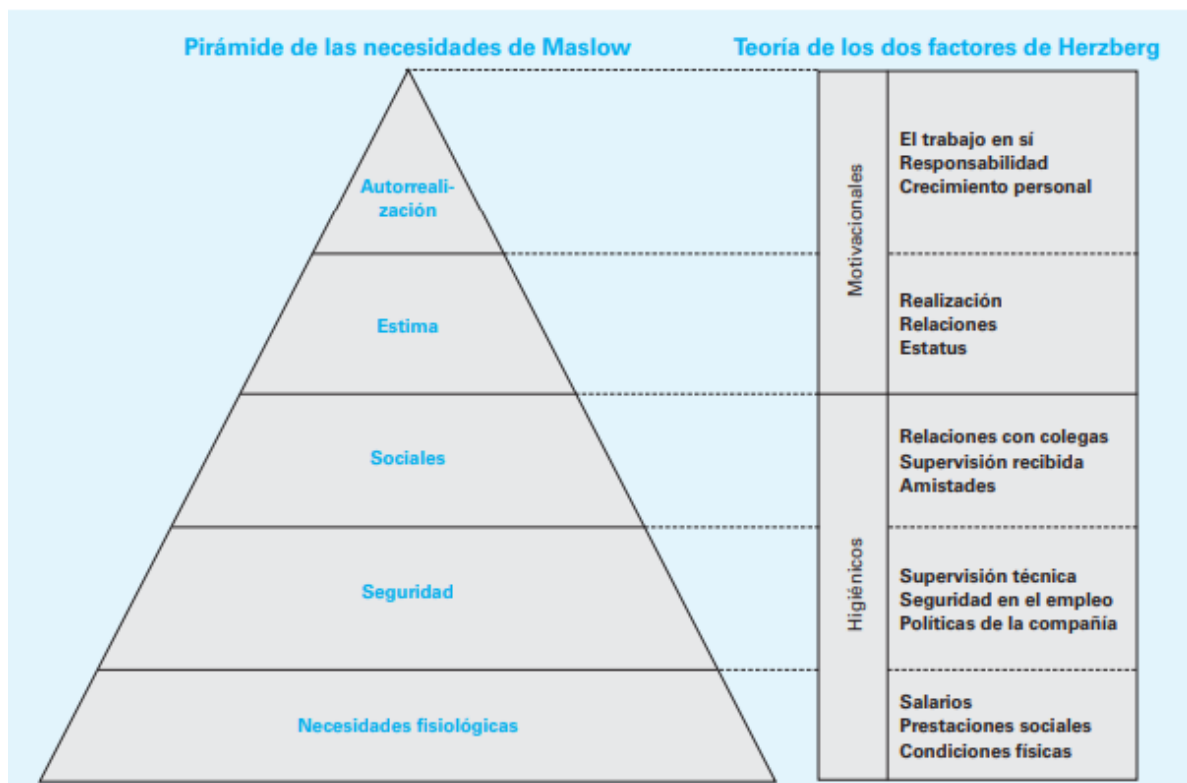 Pirámide de las necesidades de Maslow
Teoría de los dos factores de Herzberg
Autorreali-
zación
Estima
Sociales
Seguridad
Necesidades fisiológicas
Motivacionales
El trabajo en sí
Responsabilidad
Crecimiento personal
Realización
Relaciones
Estatus
Higiénicos
Relaciones con colegas
Supervisión recibida
Amistades
Supervisión técnica
Seguridad en el empleo
Políticas de la compañía
Salarios
Prestaciones sociales
Condiciones físicas